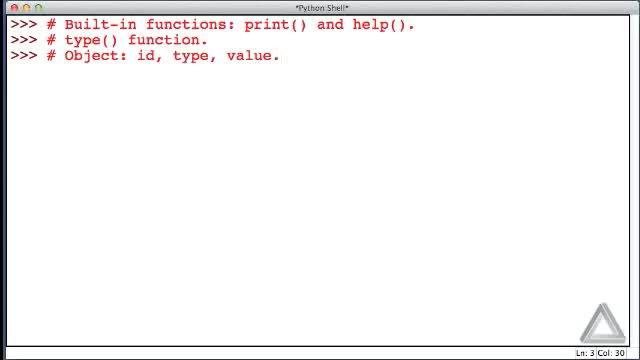 *Python Shell*
>>> # Built-in functions: print() and help().
>>> # type() function.
>>> # Object: id, type, value.
Ln: 3 Col: 30